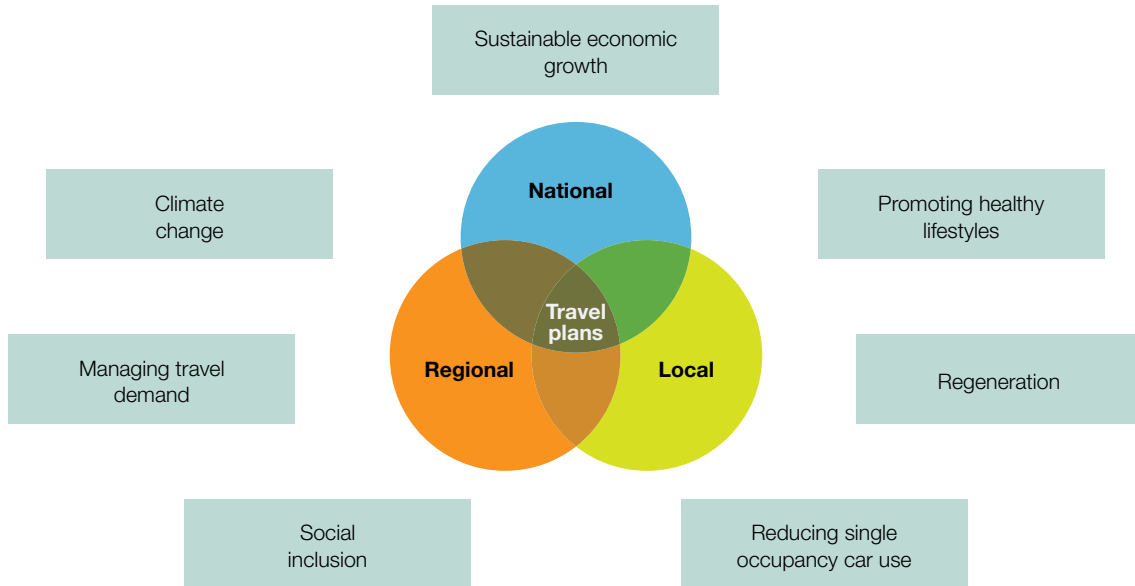 Sustainable economic
growth
Climate
change
National
Promoting healthy
lifestyles
Travel
plans
Managing travel
demand
Regional
Local
Regeneration
Social
inclusion
Reducing single
occupancy car use